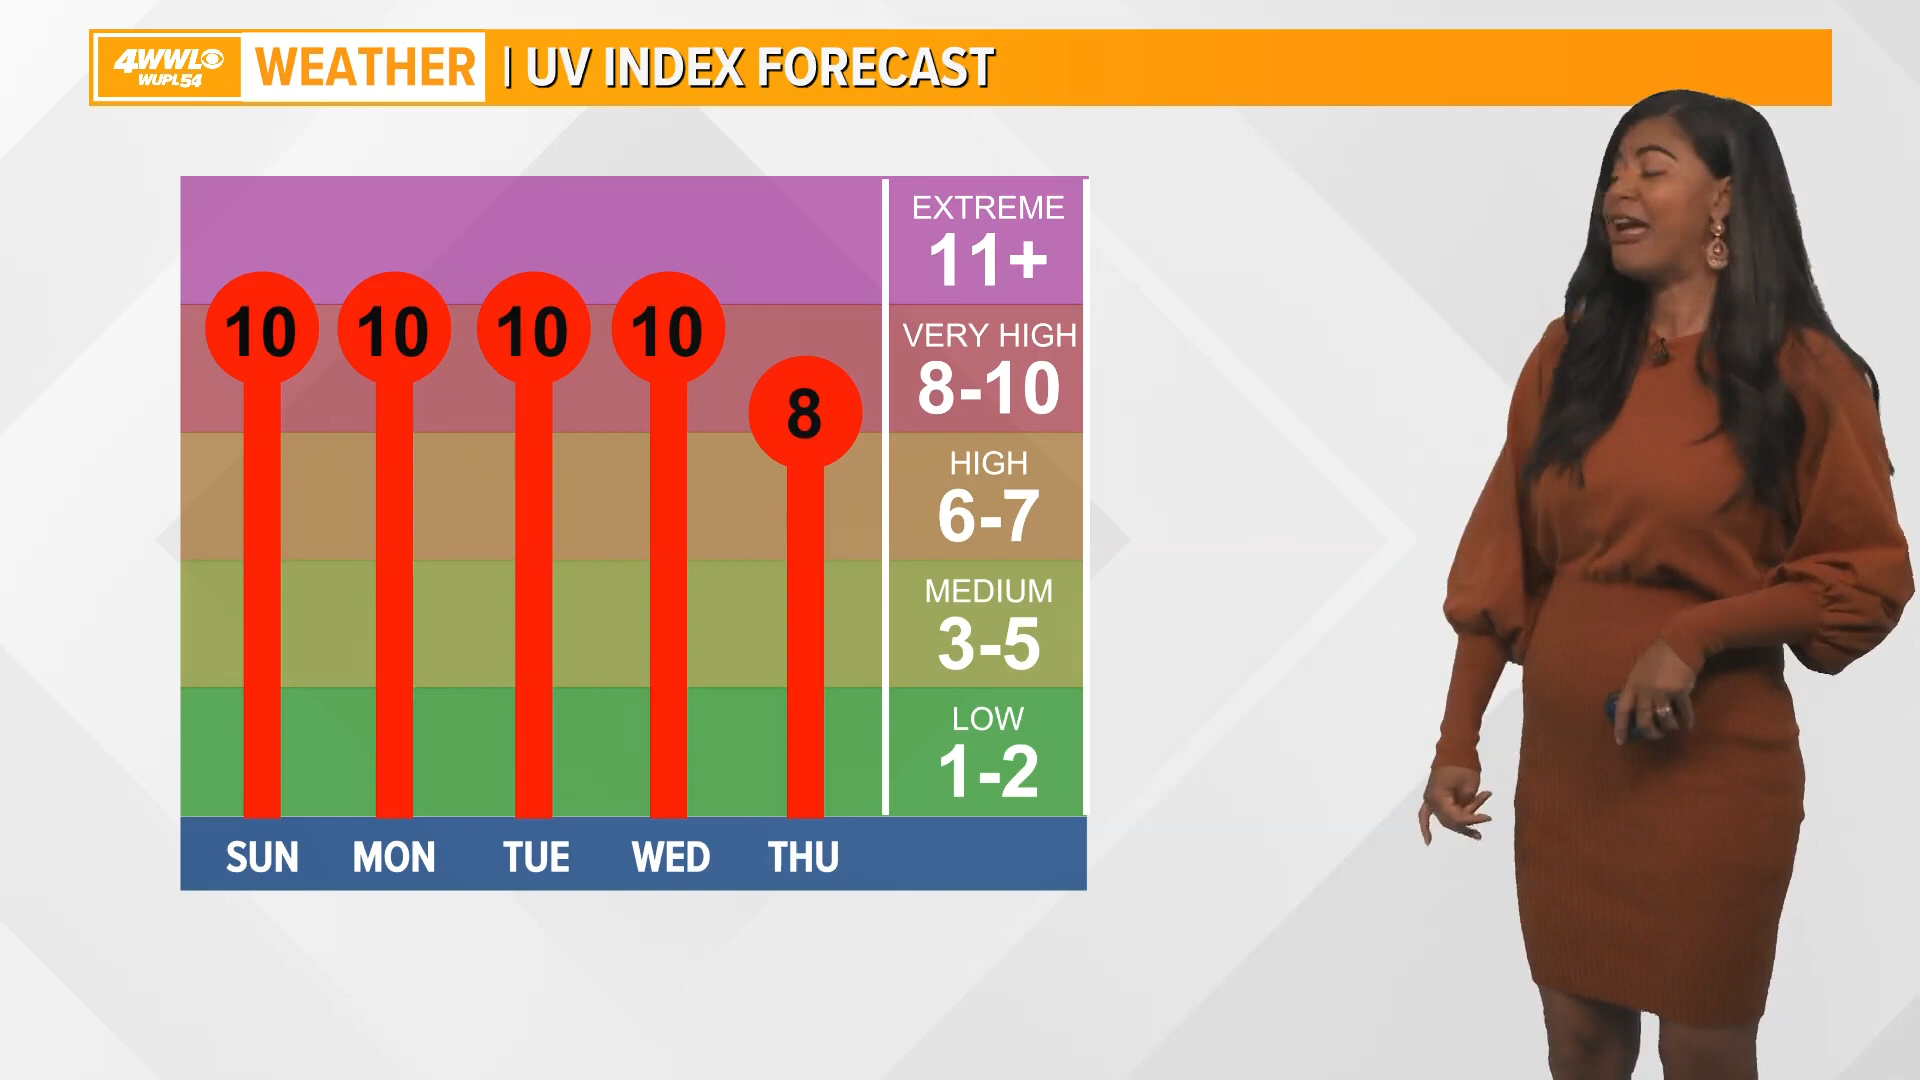 4WWL
WUPL54
WEATHER | UV INDEX FORECAST
EXTREME
11+
VERY HIGH
8-10
HIGH
6-7
MEDIUM
3-5
LOW
1-2
10 10 10 10 8
SUN MON TUE WED THU